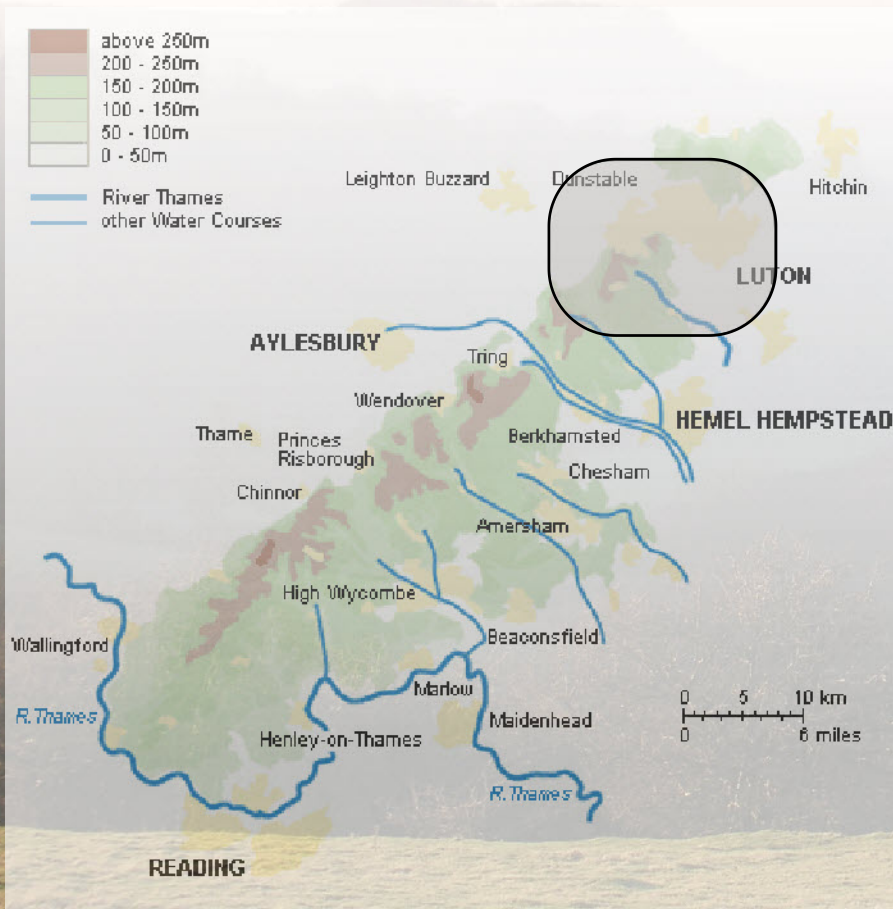 above 250m
200 - 250m
150 - 200m
100 - 150m
50 - 100m
0 - 50m
River Thames
other Water Courses
Leighton Buzzard
Dunstable
Hitchin
LUTON
AYLESBURY
Tring
Wendover
HEMEL HEMPSTEAD
Thame
Princes
Risborough
Berkhamsted
Chesham
Chinnor
Amersham
High Wycombe
Beaconsfield
Wallingford
Marlow
R.Thames
Maidenhead
0 5 10 km
0 6 miles
Henley-on-Thames
R.Thames
READING